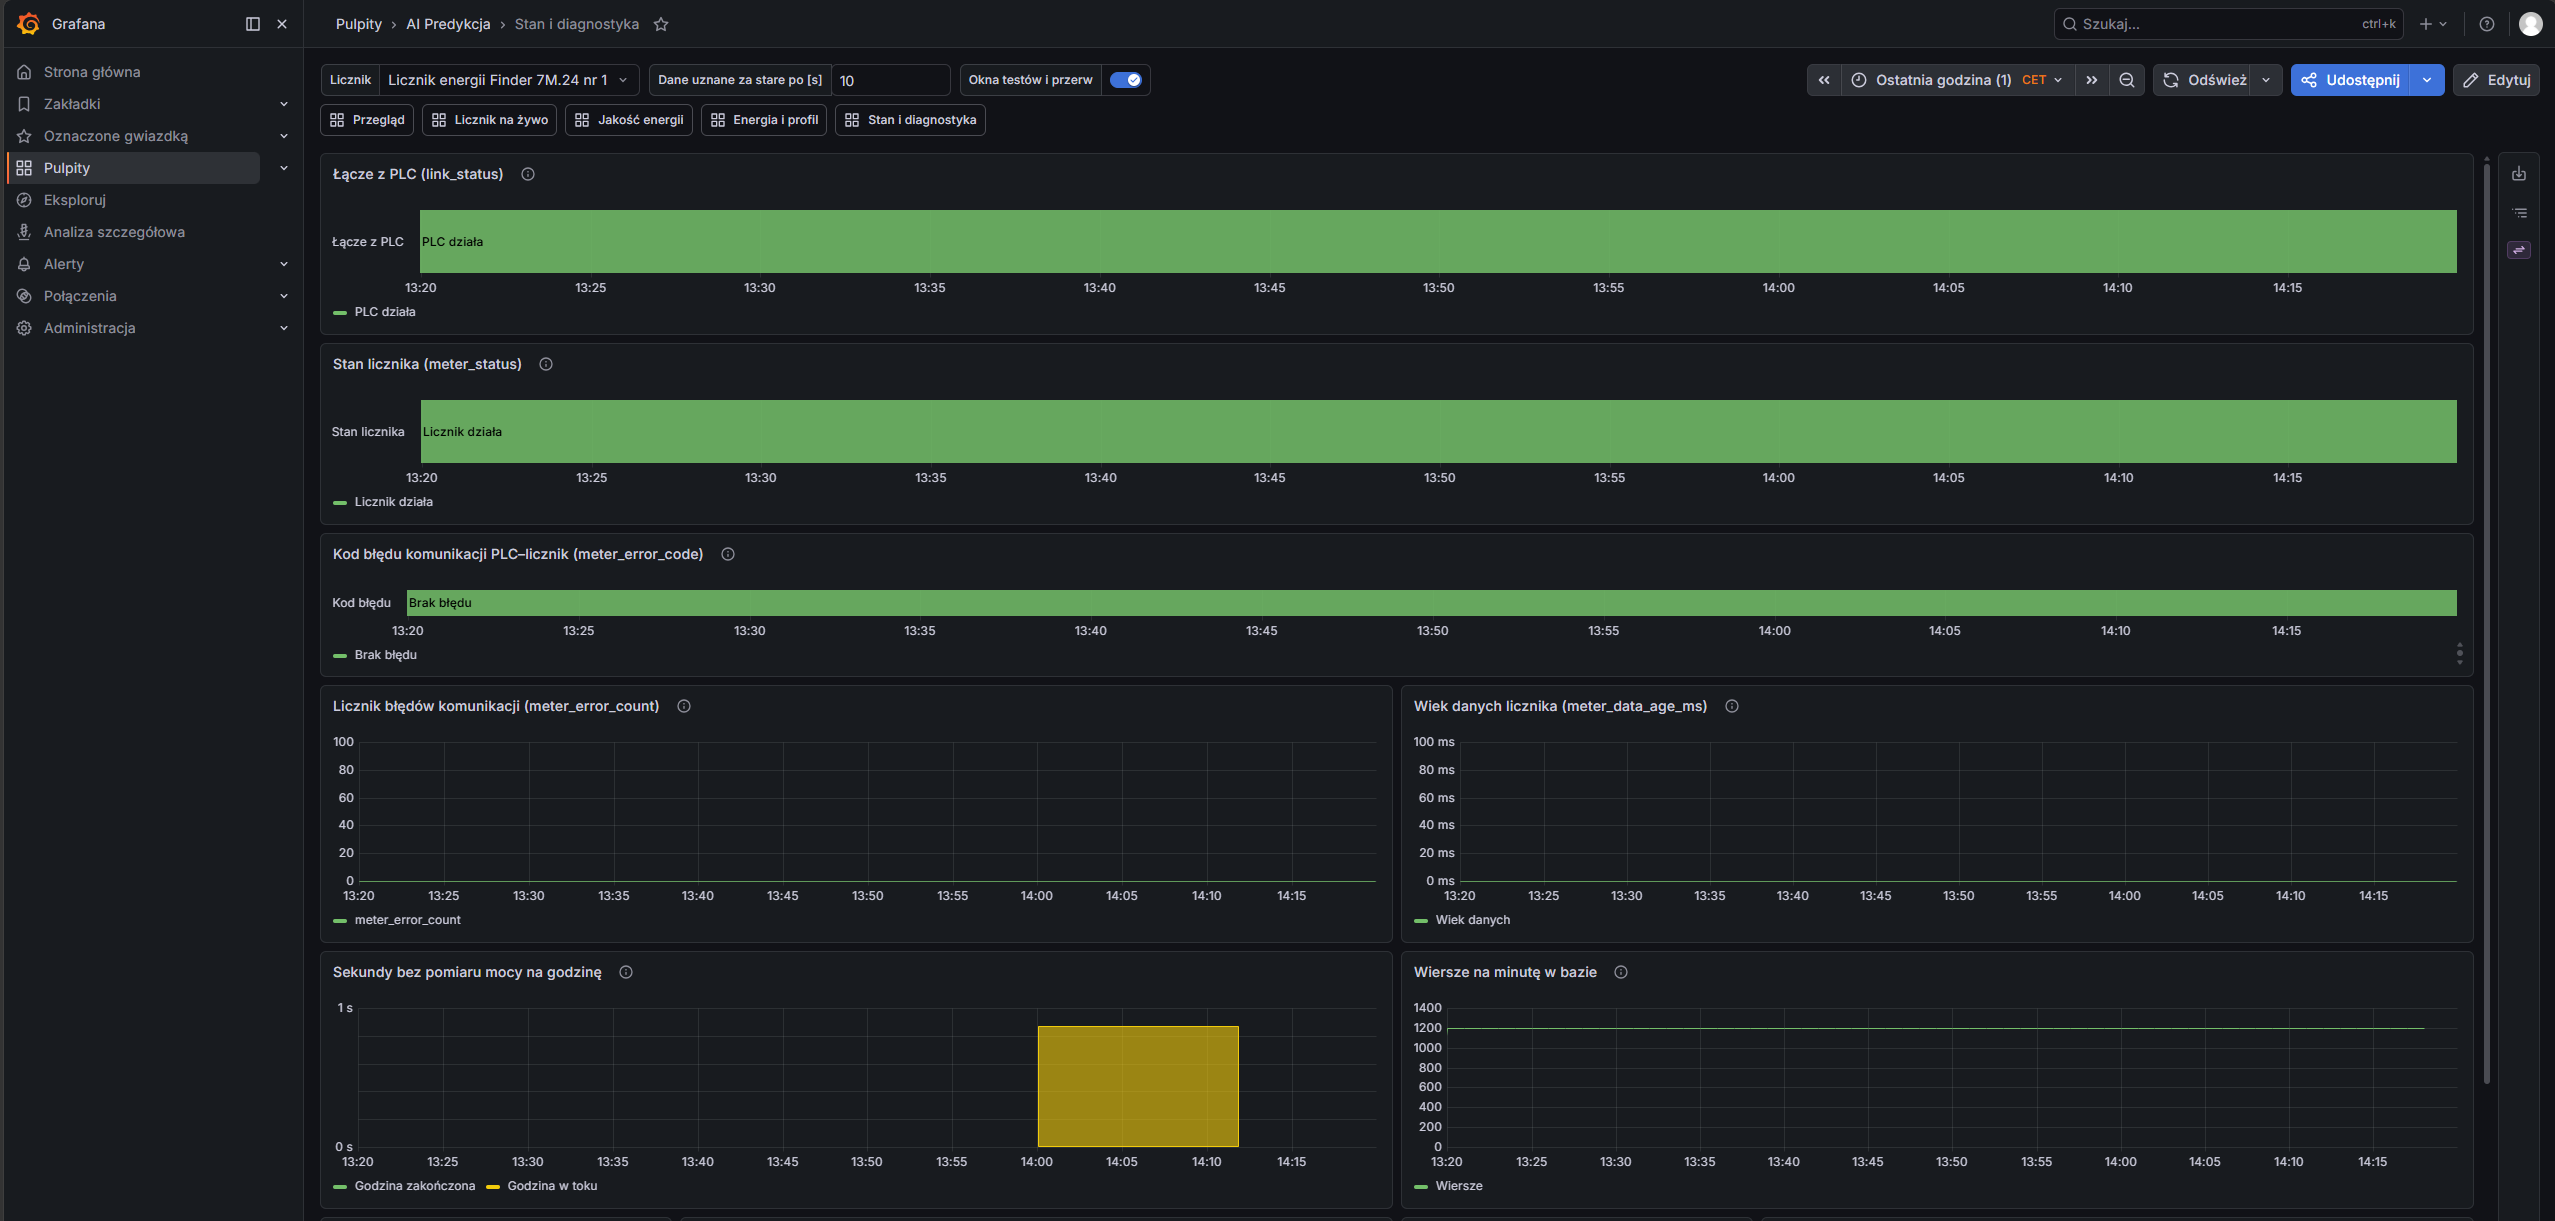 Grafana
Pulpity › AI Predykcja › Stan i diagnostyka
Szukaj... ctrl+k
Strona główna
Zakładki
Oznaczone gwiazdką
Pulpity
Eksploruj
Analiza szczegółowa
Alerty
Połączenia
Administracja
Licznik Licznik energii Finder 7M.24 nr 1 Dane uznane za stare po [s] 10 Okna testów i przerw
Ostatnia godzina (1) CET Odśwież Udostępnij Edytuj
Przegląd Licznik na żywo Jakość energii Energia i profil Stan i diagnostyka
Łącze z PLC (link_status)
Łącze z PLC PLC działa
13:20 13:25 13:30 13:35 13:40 13:45 13:50 13:55 14:00 14:05 14:10 14:15
PLC działa
Stan licznika (meter_status)
Stan licznika Licznik działa
13:20 13:25 13:30 13:35 13:40 13:45 13:50 13:55 14:00 14:05 14:10 14:15
Licznik działa
Kod błędu komunikacji PLC–licznik (meter_error_code)
Kod błędu Brak błędu
13:20 13:25 13:30 13:35 13:40 13:45 13:50 13:55 14:00 14:05 14:10 14:15
Brak błędu
Licznik błędów komunikacji (meter_error_count)
100
80
60
40
20
0
13:20 13:25 13:30 13:35 13:40 13:45 13:50 13:55 14:00 14:05 14:10 14:15
meter_error_count
Wiek danych licznika (meter_data_age_ms)
100 ms
80 ms
60 ms
40 ms
20 ms
0 ms
13:20 13:25 13:30 13:35 13:40 13:45 13:50 13:55 14:00 14:05 14:10 14:15
Wiek danych
Sekundy bez pomiaru mocy na godzinę
1 s
0 s
13:20 13:25 13:30 13:35 13:40 13:45 13:50 13:55 14:00 14:05 14:10 14:15
Godzina zakończona Godzina w toku
Wiersze na minutę w bazie
1400
1200
1000
800
600
400
200
0
13:20 13:25 13:30 13:35 13:40 13:45 13:50 13:55 14:00 14:05 14:10 14:15
Wiersze